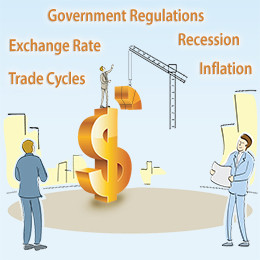 Government Regulations
Exchange Rate
Recession
Trade Cycles
Inflation
$